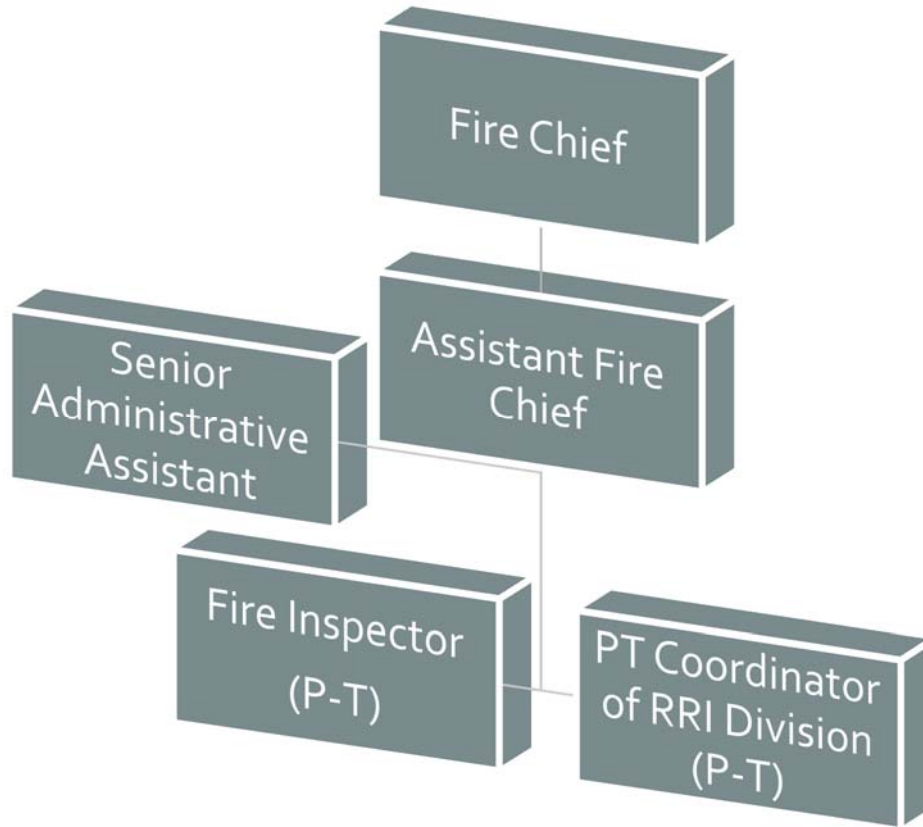 Fire Chief
Assistant Fire
Chief
Senior
Administrative
Assistant
Fire Inspector
(P-T)
PT Coordinator
of RRI Division
(P-T)